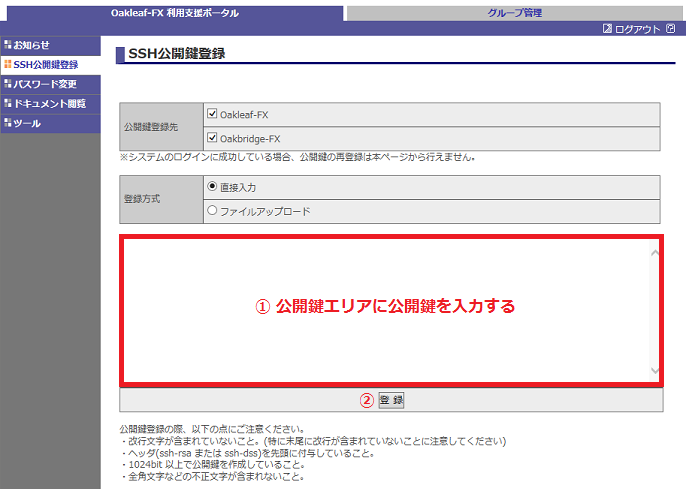 Oakleaf-FX 利用支援ポータル
グループ管理
ログアウト
お知らせ
SSH公開鍵登録
パスワード変更
ドキュメント閲覧
ツール
SSH公開鍵登録
公開鍵登録先
Oakleaf-FX
Oakbridge-FX
※システムのログインに成功している場合、公開鍵の再登録は本ページから行えません。
登録方式
直接入力
ファイルアップロード
① 公開鍵エリアに公開鍵を入力する
② 登 録
公開鍵登録の際、以下の点にご注意ください。
・改行文字が含まれていないこと。(特に末尾に改行が含まれていないことに注意してください)
・ヘッダ(ssh-rsa または ssh-dss)を先頭に付与していること。
・1024bit 以上で公開鍵を作成していること。
・全角文字などの不正文字が含まれないこと。